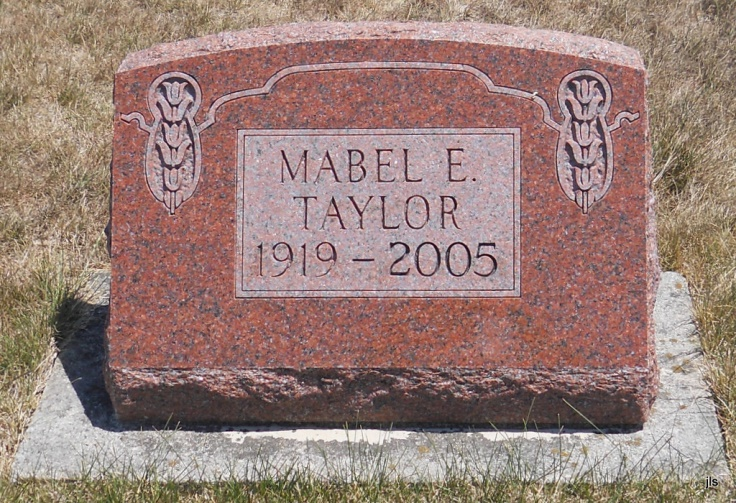 MABEL E.
TAYLOR
1919 – 2005
jls